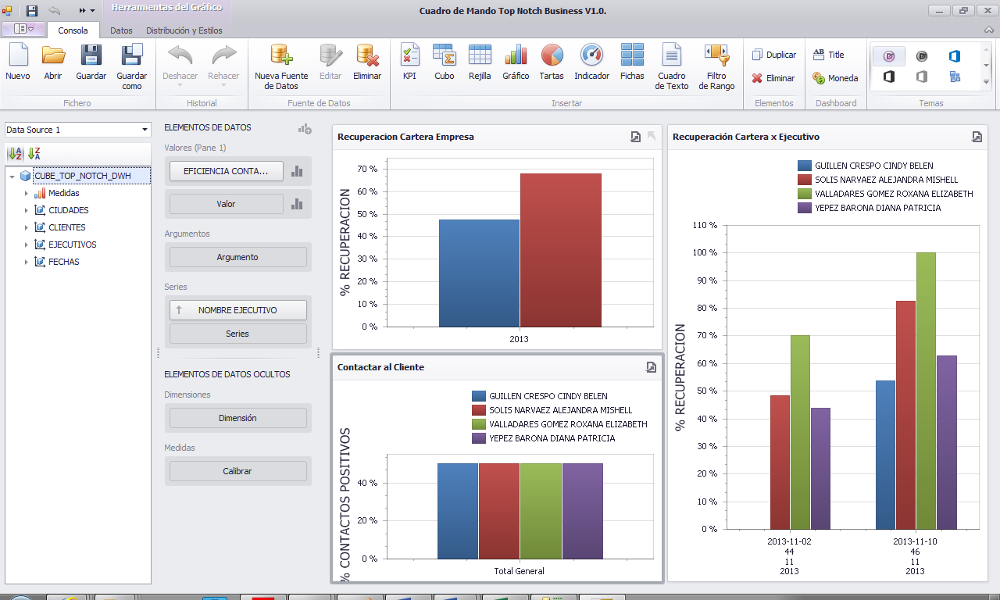 Herramientas del Gráfico
Cuadro de Mando Top Notch Business V1.0.
Consola
Datos
Distribución y Estilos
Nuevo
Abrir
Guardar
Guardar como
Deshacer
Rehacer
Nueva Fuente de Datos
Editar
Eliminar
KPI
Cubo
Rejilla
Gráfico
Tartas
Indicador
Fichas
Cuadro de Texto
Filtro de Rango
Duplicar
Eliminar
AB Title
Moneda
Fichero
Historial
Fuente de Datos
Insertar
Elementos
Dashboard
Temas
Data Source 1
CUBE_TOP_NOTCH_DWH
Medidas
CIUDADES
CLIENTES
EJECUTIVOS
FECHAS
ELEMENTOS DE DATOS
Valores (Pane 1)
EFICIENCIA CONTA...
Valor
Argumentos
Argumento
Series
NOMBRE EJECUTIVO
Series
ELEMENTOS DE DATOS OCULTOS
Dimensiones
Dimensión
Medidas
Calibrar
Recuperacion Cartera Empresa
% RECUPERACION
70 %
60 %
50 %
40 %
30 %
20 %
10 %
0 %
2013
Contactar al Cliente
GUILLEN CRESPO CINDY BELEN
SOLIS NARVAEZ ALEJANDRA MISHELL
VALLADARES GOMEZ ROXANA ELIZABETH
YEPEZ BARONA DIANA PATRICIA
% CONTACTOS POSITIVOS
40 %
20 %
0 %
Total General
Recuperación Cartera x Ejecutivo
GUILLEN CRESPO CINDY BELEN
SOLIS NARVAEZ ALEJANDRA MISHELL
VALLADARES GOMEZ ROXANA ELIZABETH
YEPEZ BARONA DIANA PATRICIA
% RECUPERACION
110 %
100 %
90 %
80 %
70 %
60 %
50 %
40 %
30 %
20 %
10 %
0 %
2013-11-02
44
11
2013
2013-11-10
46
11
2013